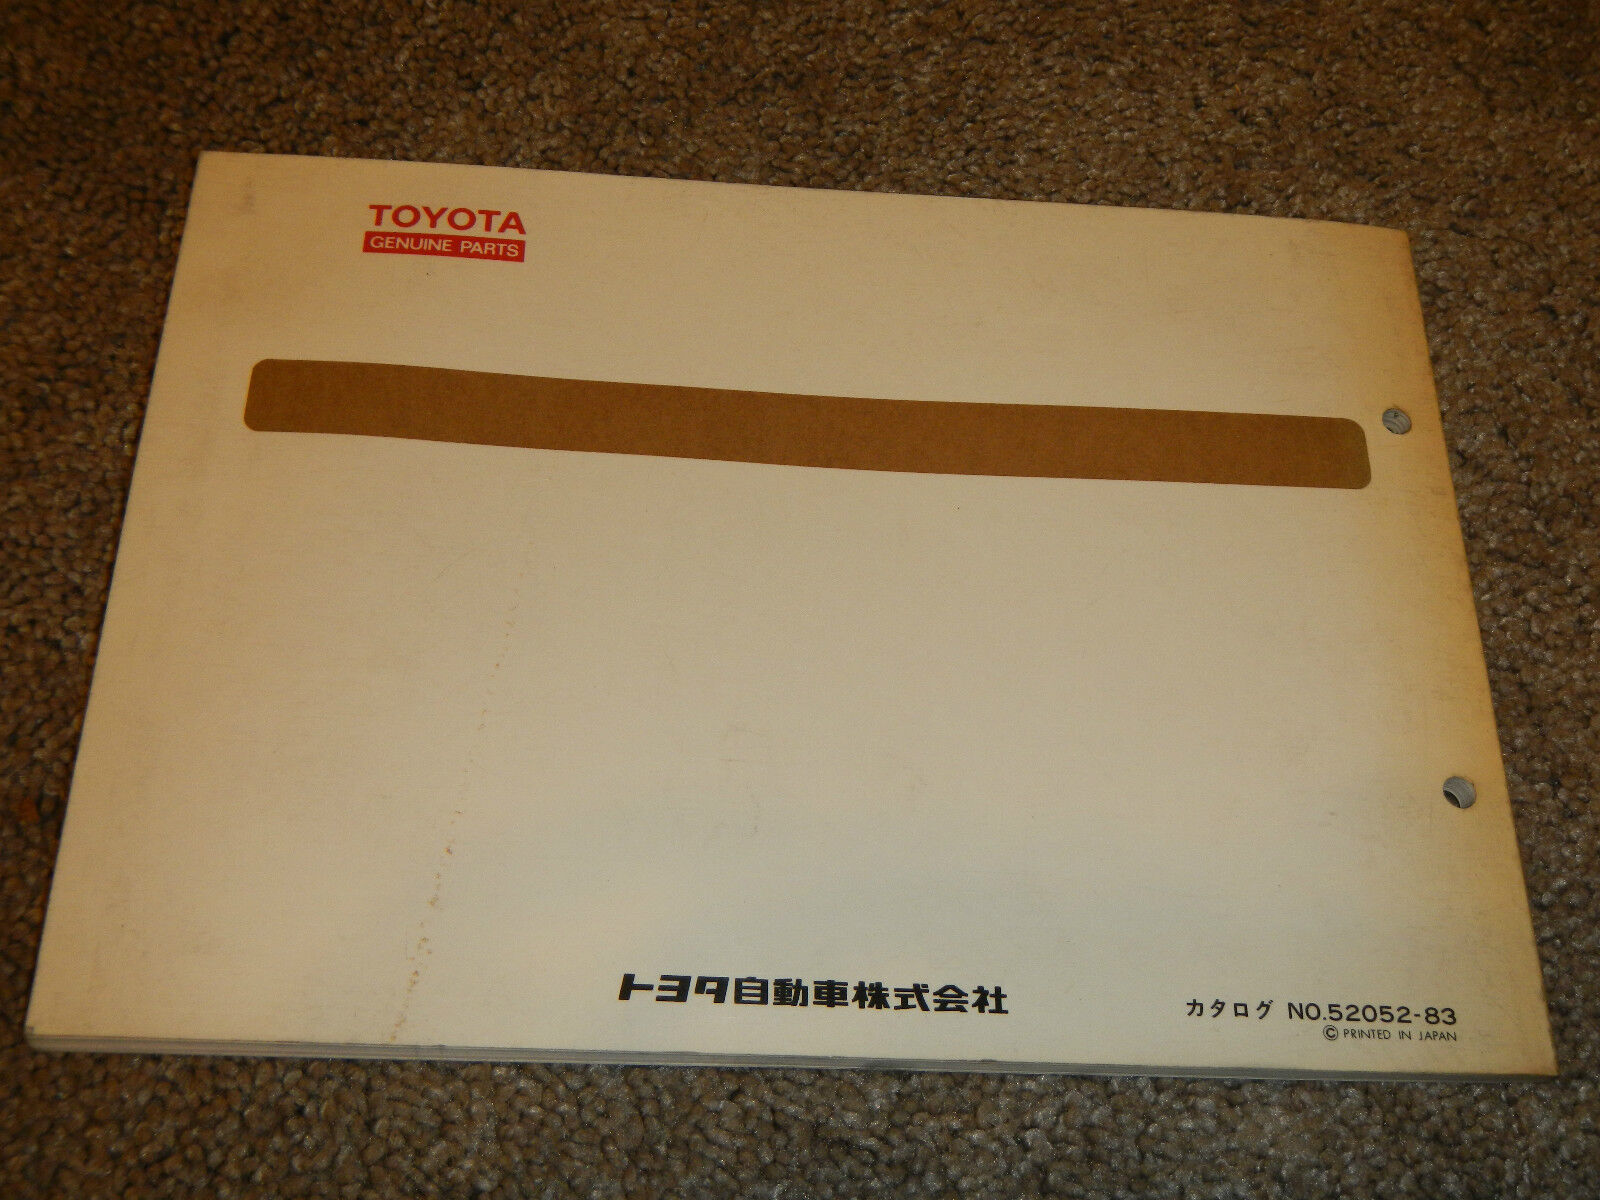 TOYOTA
GENUINE PARTS
トヨタ自動車株式会社
カタログ NO.52052-83
© PRINTED IN JAPAN